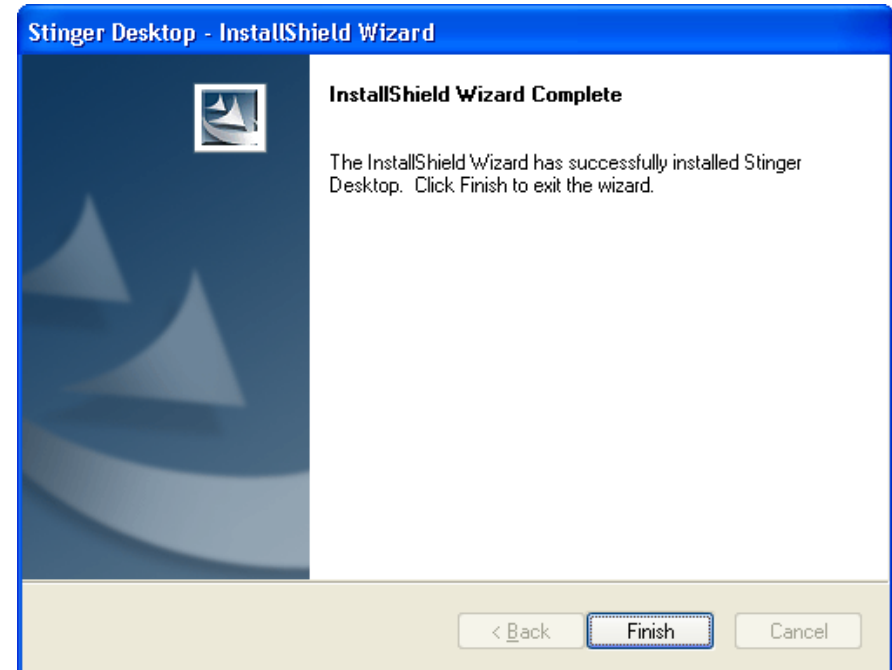 Stinger Desktop - InstallShield Wizard
InstallShield Wizard Complete
The InstallShield Wizard has successfully installed Stinger
Desktop. Click Finish to exit the wizard.
< Back
Finish
Cancel